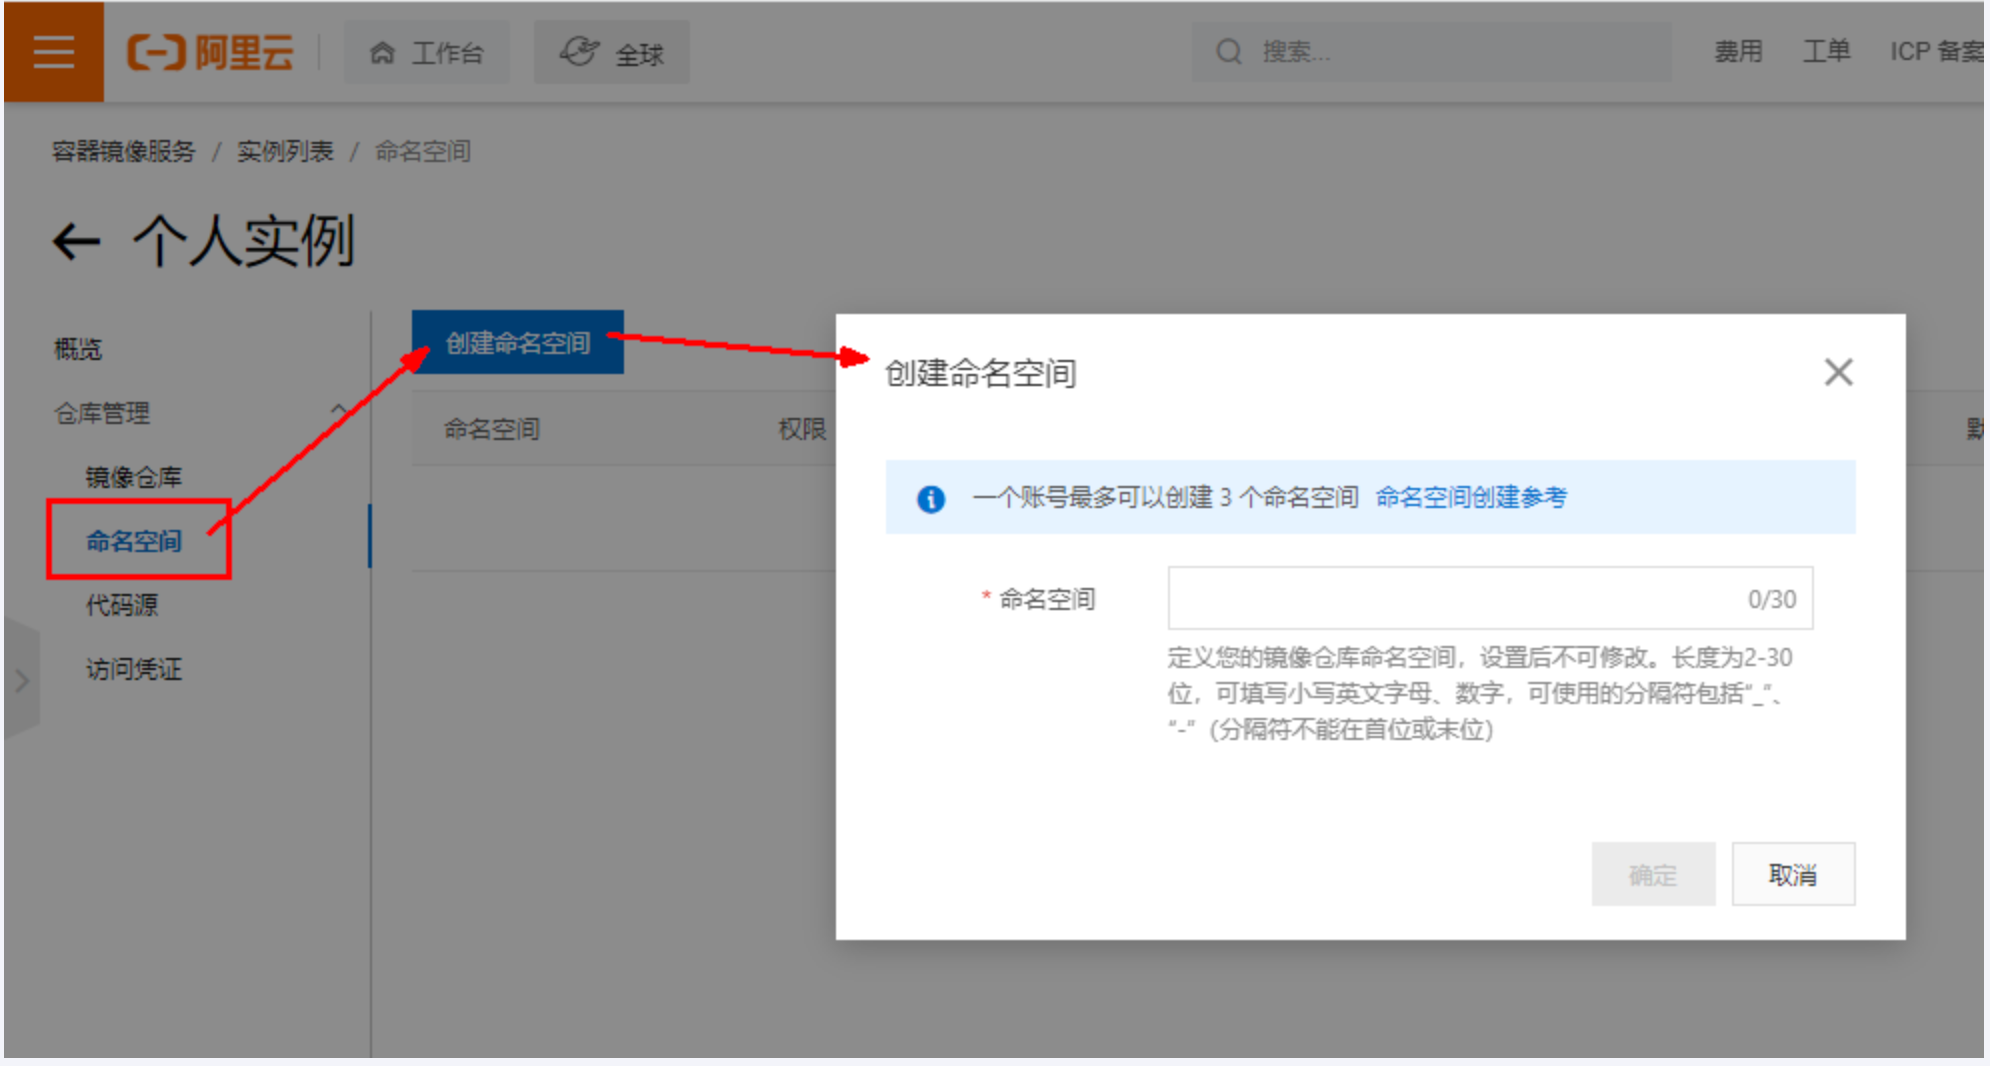 阿里云 工作台 全球 搜索... 费用 工单 ICP 备案
容器镜像服务 / 实例列表 / 命名空间
个人实例
概览
仓库管理
镜像仓库
命名空间
代码源
访问凭证
创建命名空间
命名空间 权限
创建命名空间
一个账号最多可以创建 3 个命名空间 命名空间创建参考
* 命名空间 0/30
定义您的镜像仓库命名空间，设置后不可修改。长度为2-30
位，可填写小写英文字母、数字，可使用的分隔符包括“_”、
“-”（分隔符不能在首位或末位）
确定 取消